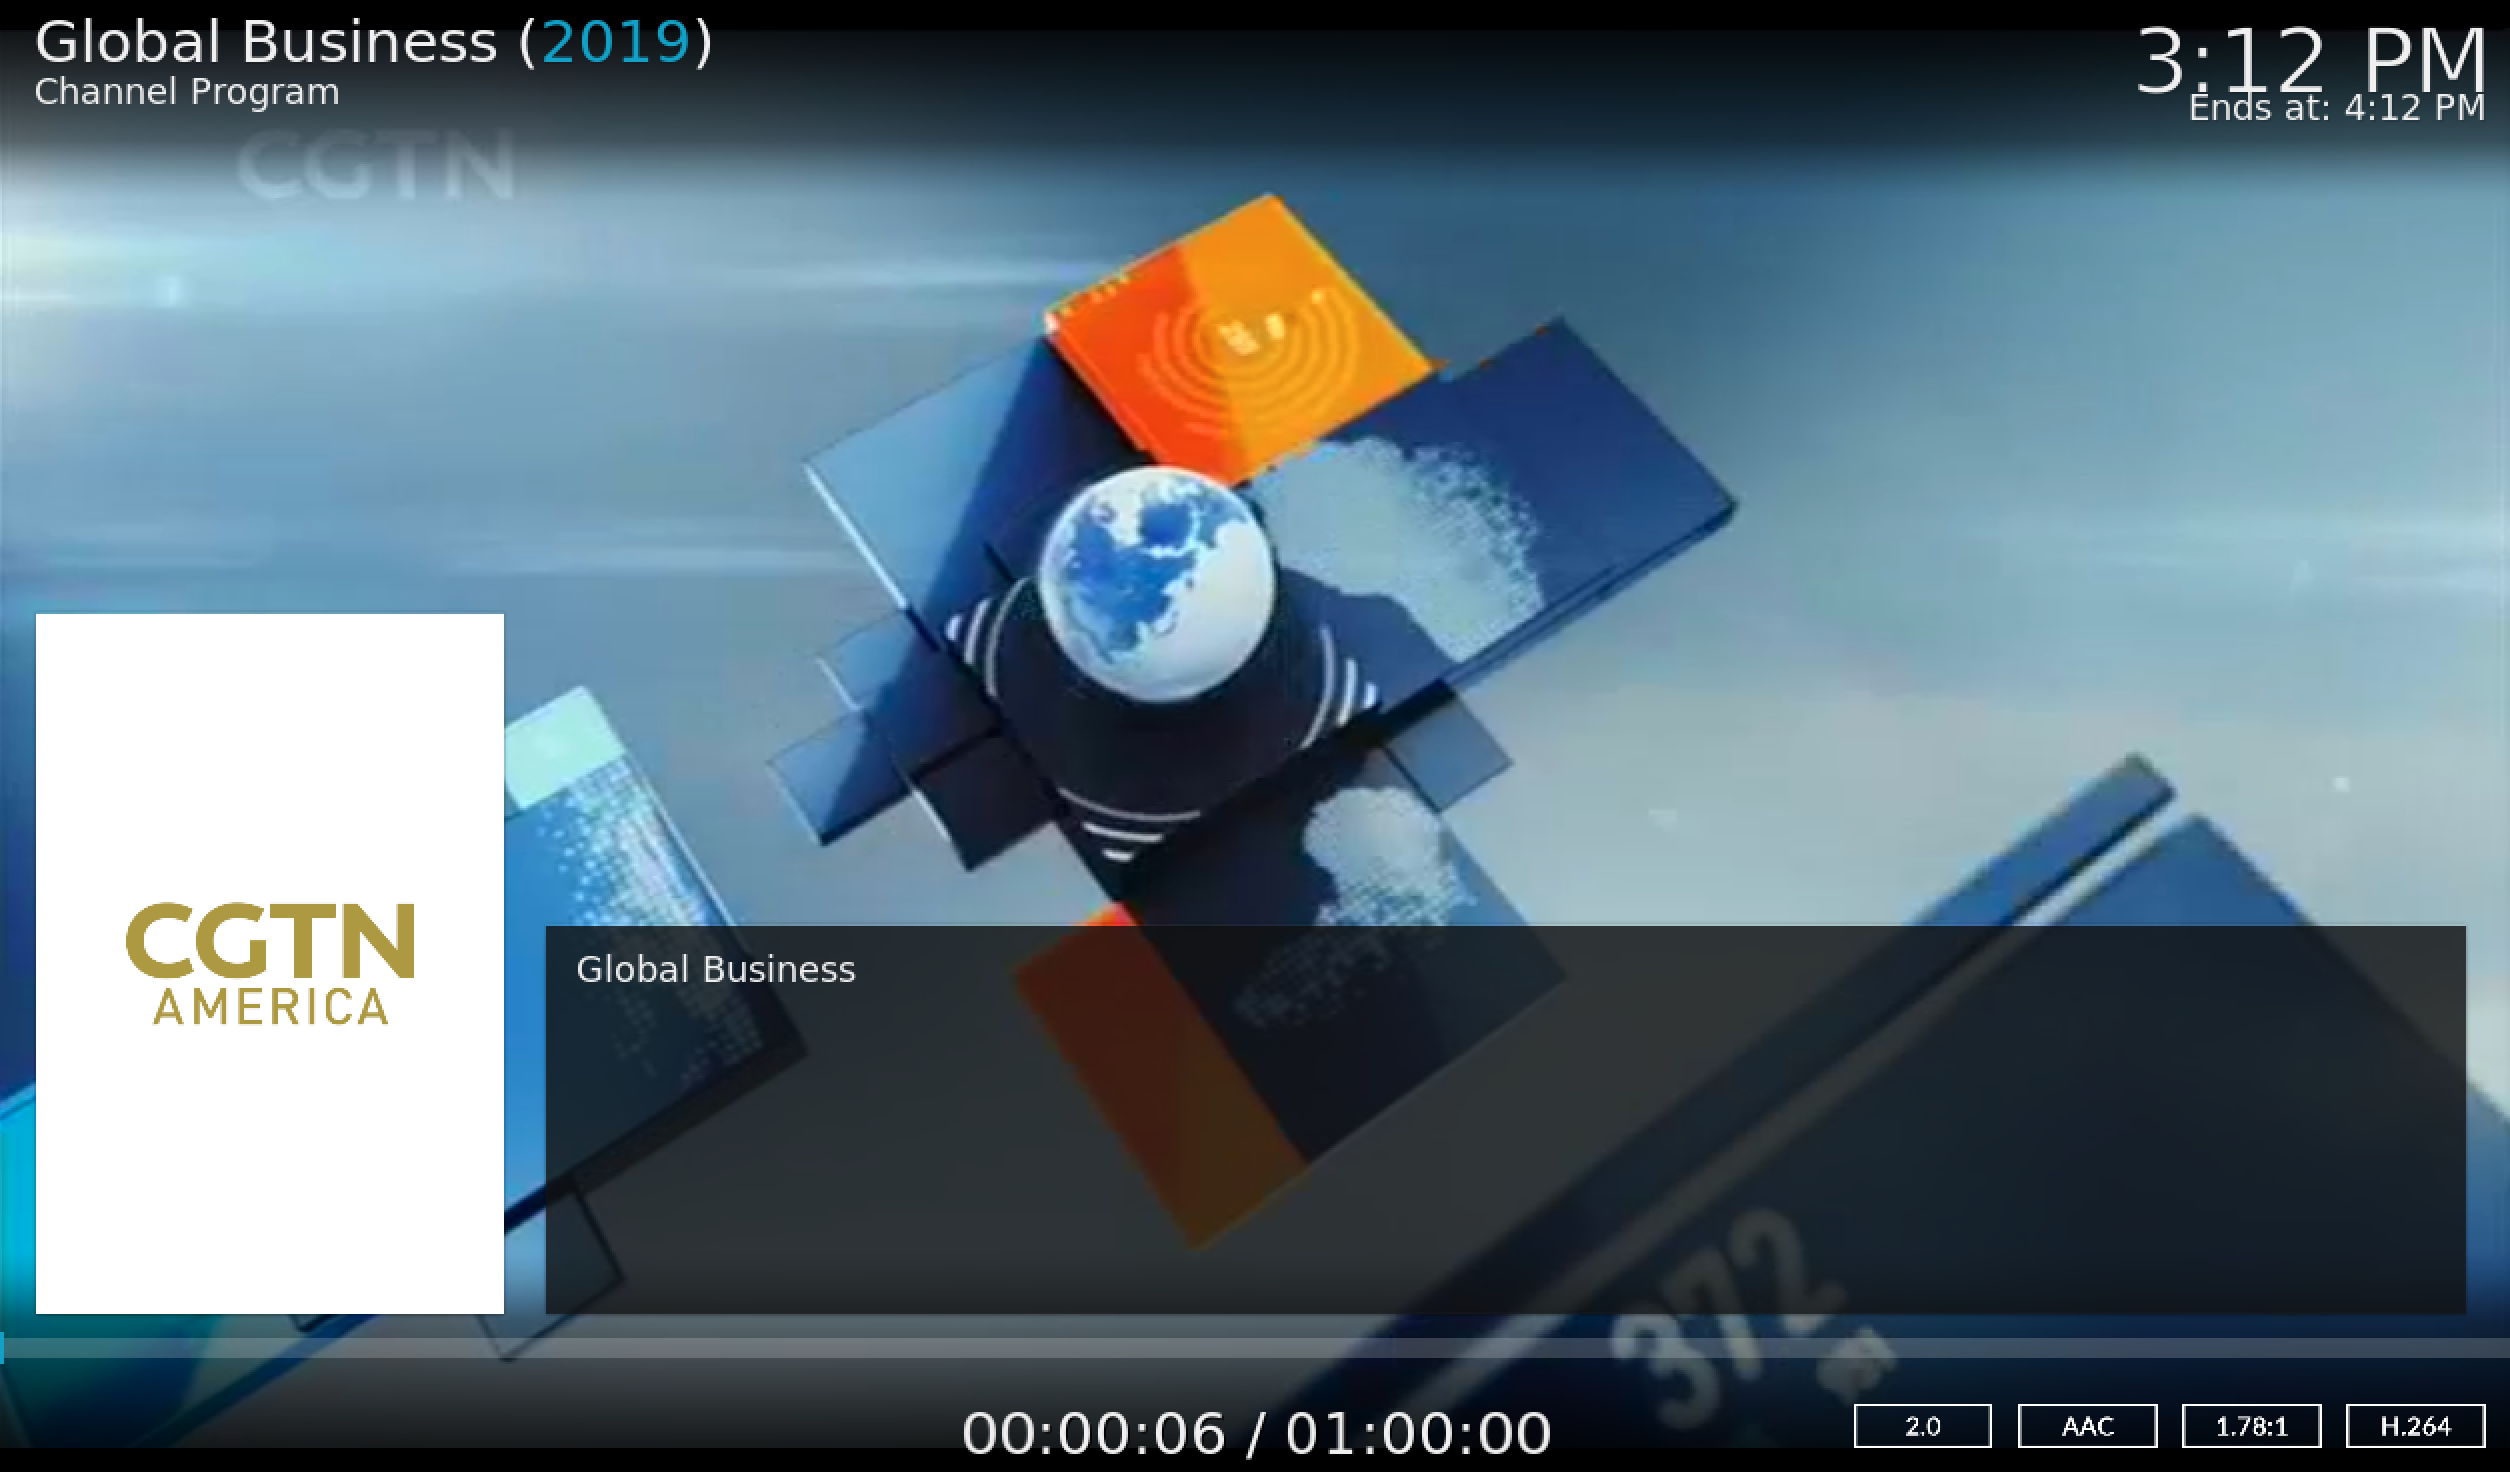 Global Business (2019)
Channel Program
3:12 PM
Ends at: 4:12 PM
CGTN
CGTN
AMERICA
Global Business
372
00:00:06 / 01:00:00
2.0
AAC
1.78:1
H.264